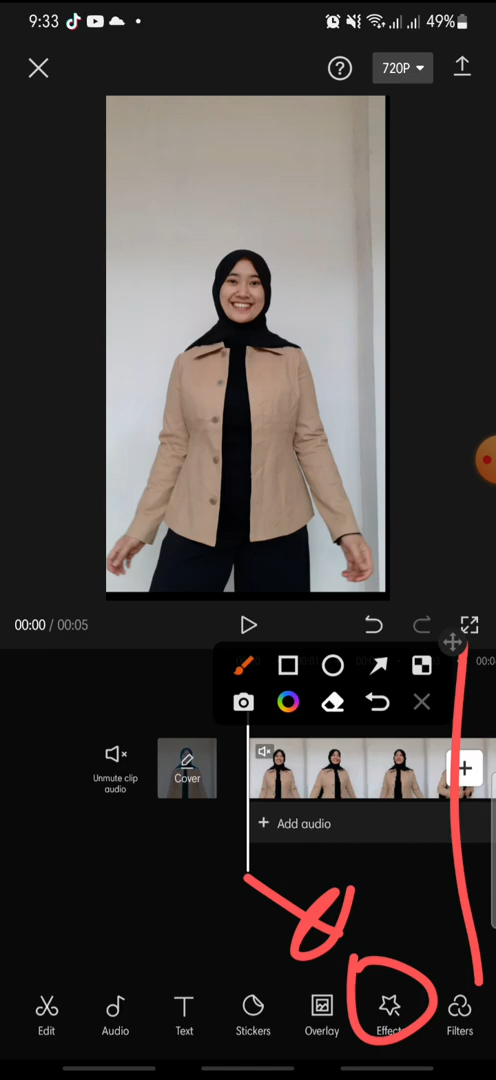 9:33 49%
720P
00:00 / 00:05
Unmute clip
audio
Cover
+ Add audio
Edit Audio Text Stickers Overlay Effects Filters